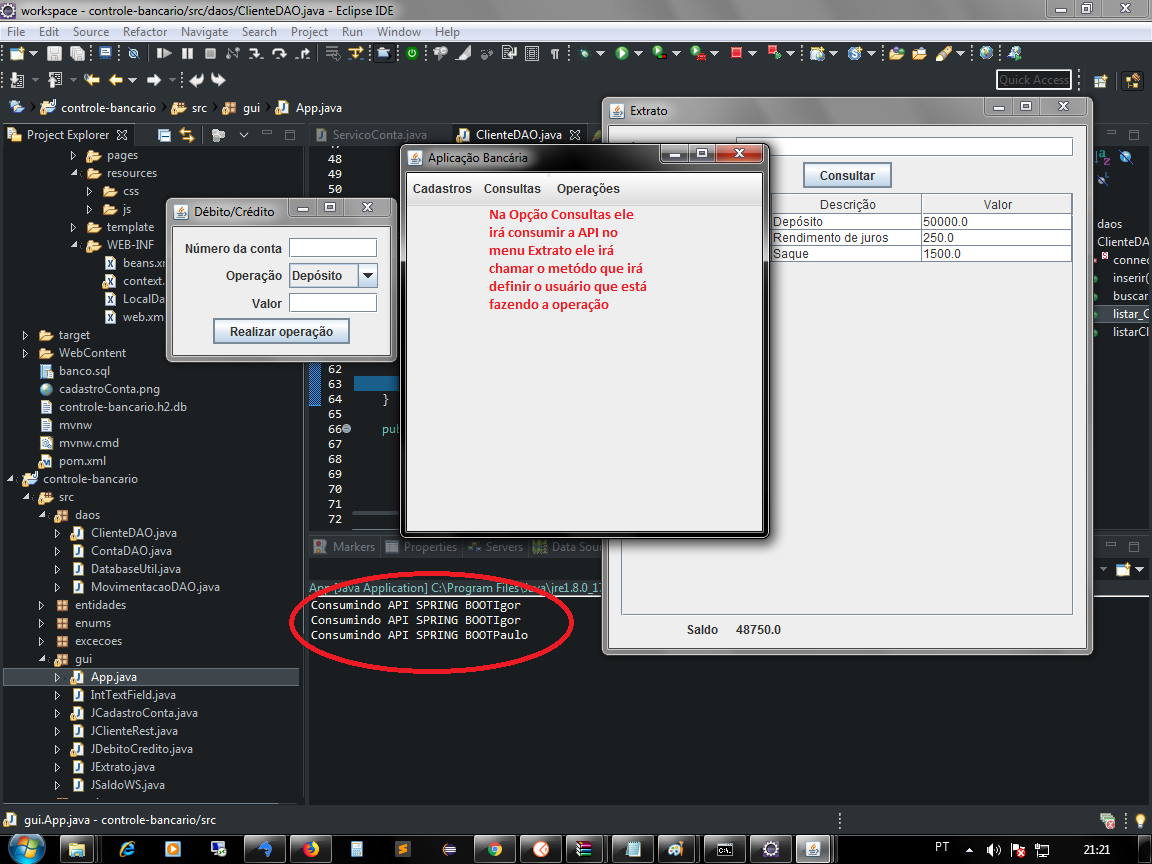 workspace - controle-bancario/src/daos/ClienteDAO.java - Eclipse IDE
File Edit Source Refactor Navigate Search Project Run Window Help
Quick Access
controle-bancario src gui App.java
Project Explorer
pages
resources
css
js
template
WEB-INF
beans.xm
context.
LocalDa
web.xm
target
WebContent
banco.sql
cadastroConta.png
controle-bancario.h2.db
mvnw
mvnw.cmd
pom.xml
controle-bancario
src
daos
ClienteDAO.java
ContaDAO.java
DatabaseUtil.java
MovimentacaoDAO.java
entidades
enums
excecoes
gui
App.java
IntTextField.java
JCadastroConta.java
JClienteRest.java
JDebitoCredito.java
JExtrato.java
JSaldoWS.java
Débito/Crédito
Número da conta
Operação Depósito
Valor
Realizar operação
ServicoConta.java ClienteDAO.java
48
49
50
62
63
64 }
65
66 pub
67
68
69
70
71
72
Aplicação Bancária
Cadastros Consultas Operações
Na Opção Consultas ele
irá consumir a API no
menu Extrato ele irá
chamar o metódo que irá
definir o usuário que está
fazendo a operação
Extrato
Consultar
Descrição Valor
Depósito 50000.0
Rendimento de juros 250.0
Saque 1500.0
Saldo 48750.0
daos
ClienteDA
connec
inserir(
buscar
listar_C
listarCl
Markers Properties Servers Data Sou
App [Java Application] C:\Program Files\Java\jre1.8.0_17
Consumindo API SPRING BOOTIgor
Consumindo API SPRING BOOTIgor
Consumindo API SPRING BOOTPaulo
gui.App.java - controle-bancario/src
PT 21:21